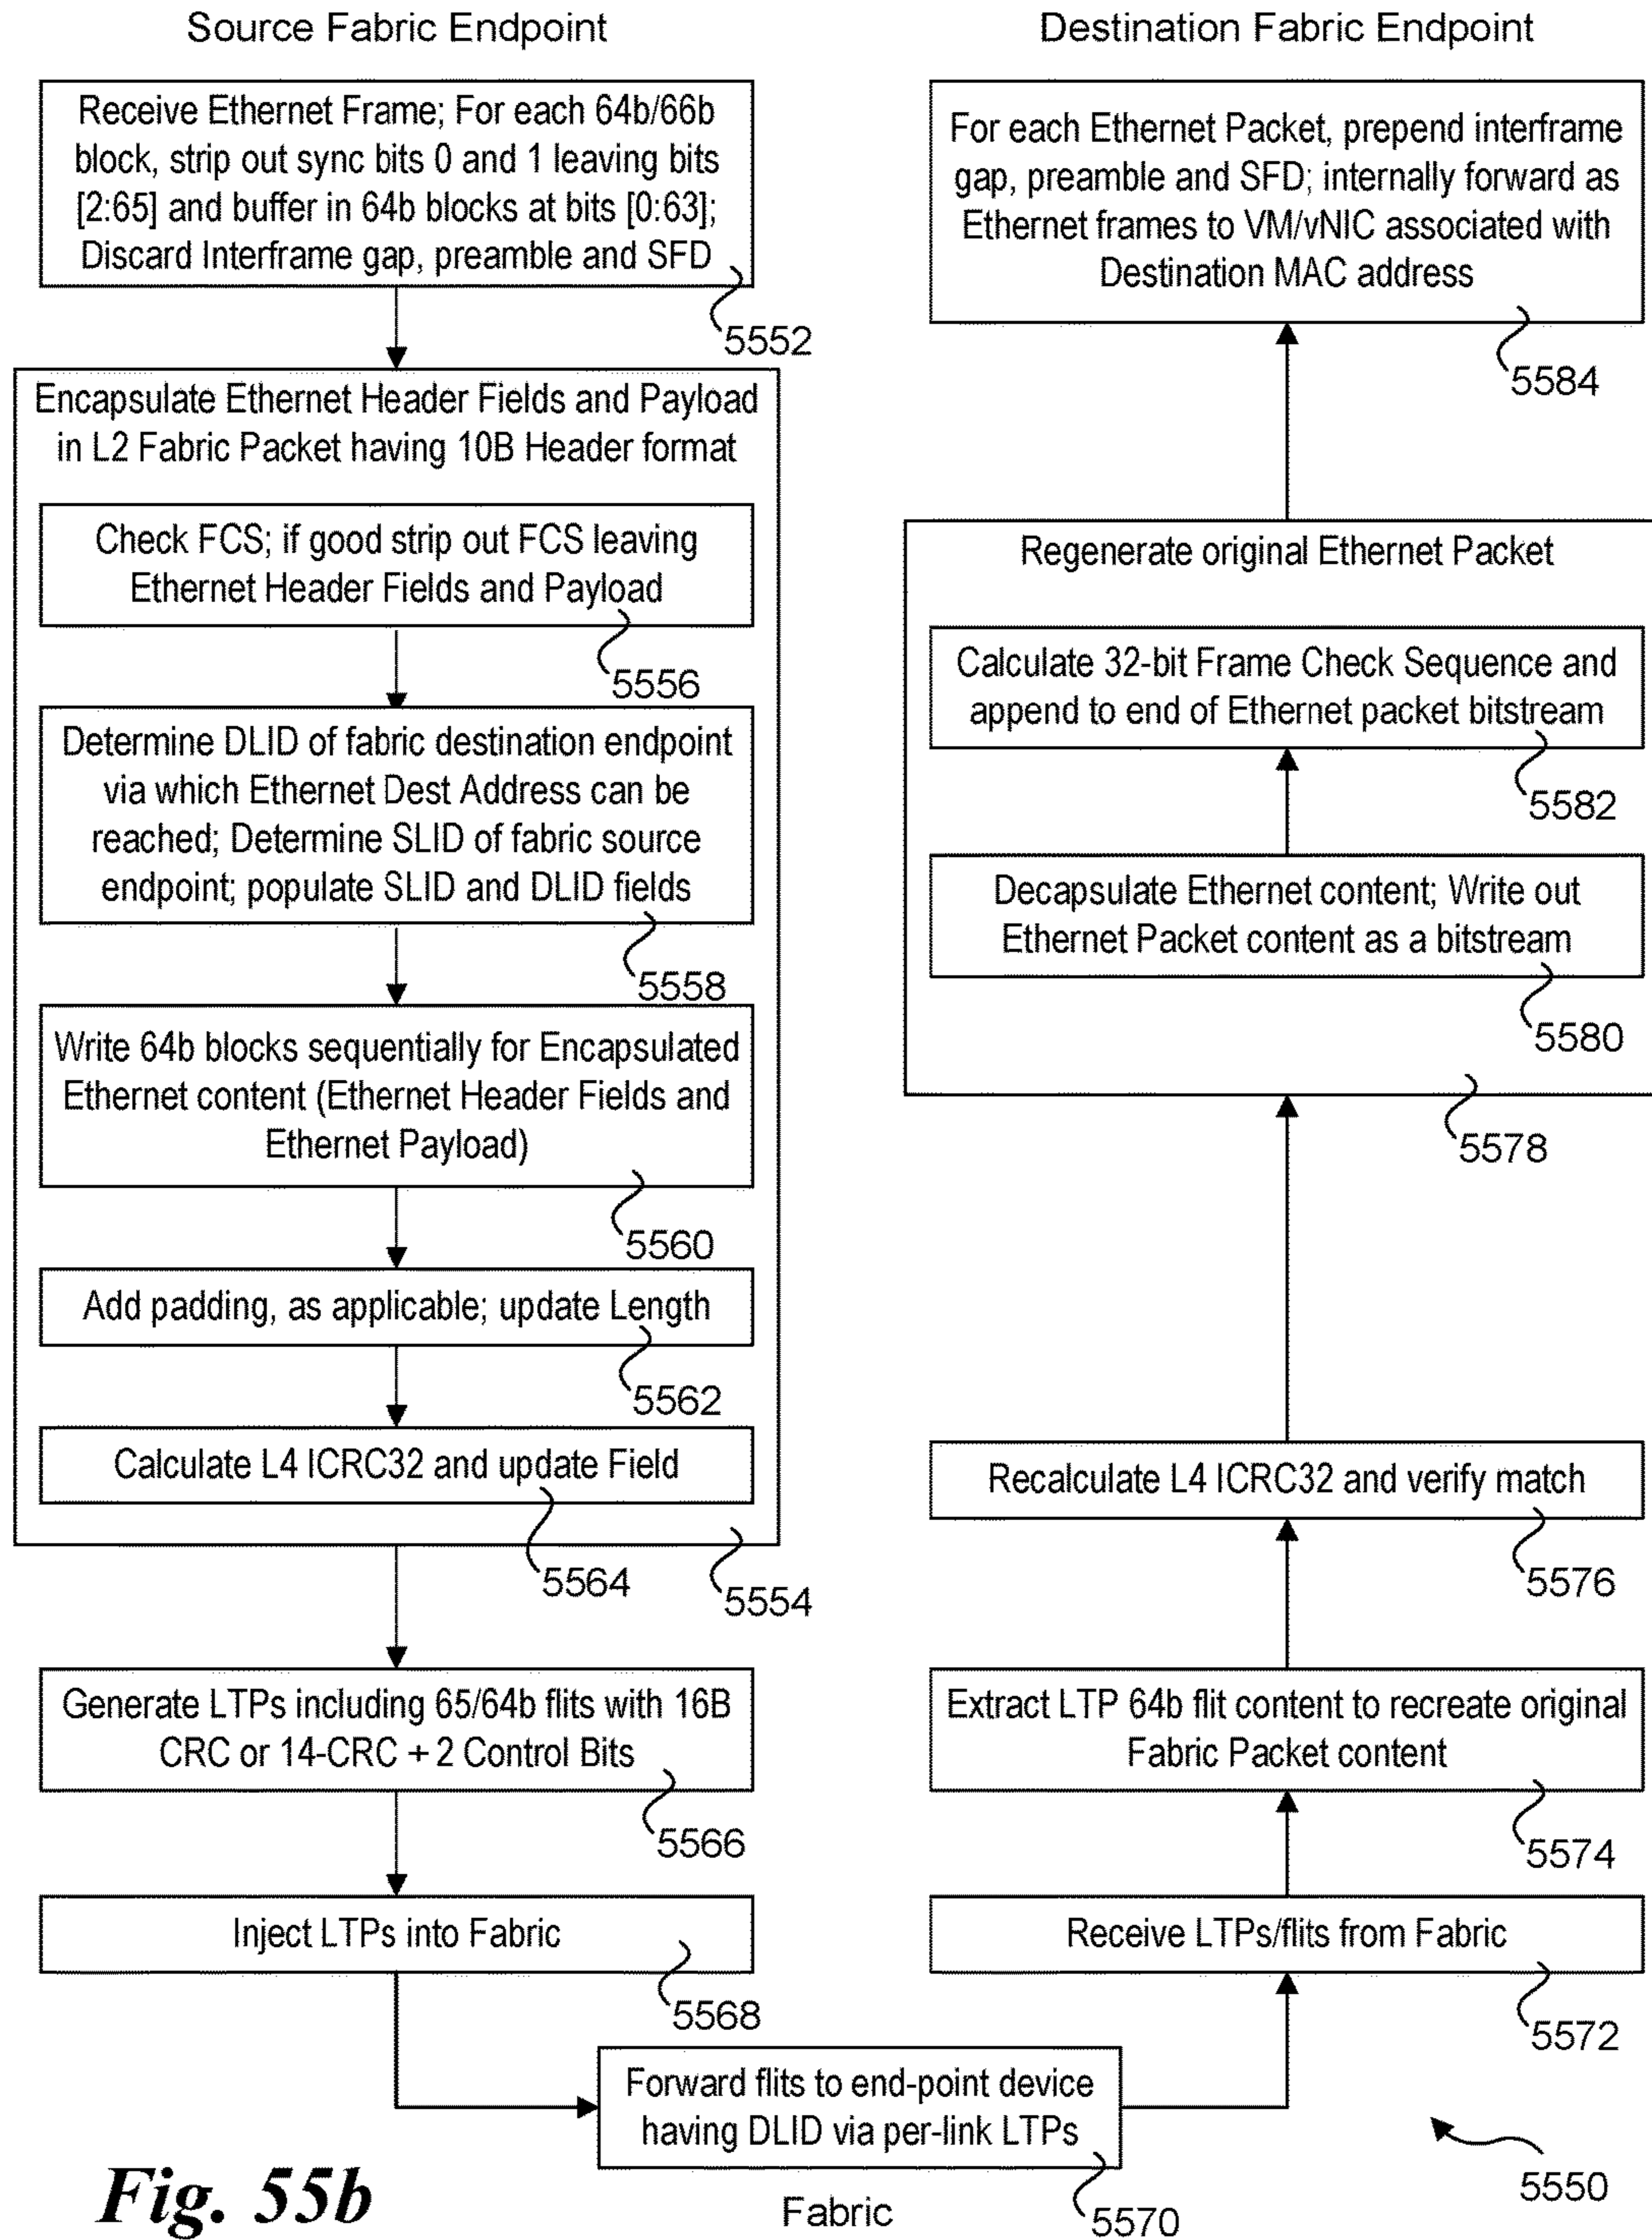 Source Fabric Endpoint
Receive Ethernet Frame; For each 64b/66b
block, strip out sync bits 0 and 1 leaving bits
[2:65] and buffer in 64b blocks at bits [0:63];
Discard Interframe gap, preamble and SFD
5552
Encapsulate Ethernet Header Fields and Payload
in L2 Fabric Packet having 10B Header format
Check FCS; if good strip out FCS leaving
Ethernet Header Fields and Payload
5556
Determine DLID of fabric destination endpoint
via which Ethernet Dest Address can be
reached; Determine SLID of fabric source
endpoint; populate SLID and DLID fields
5558
Write 64b blocks sequentially for Encapsulated
Ethernet content (Ethernet Header Fields and
Ethernet Payload)
5560
Add padding, as applicable; update Length
5562
Calculate L4 ICRC32 and update Field
5564
5554
Generate LTPs including 65/64b flits with 16B
CRC or 14-CRC + 2 Control Bits
5566
Inject LTPs into Fabric
5568
Forward flits to end-point device
having DLID via per-link LTPs
5570
Fabric
Destination Fabric Endpoint
For each Ethernet Packet, prepend interframe
gap, preamble and SFD; internally forward as
Ethernet frames to VM/vNIC associated with
Destination MAC address
5584
Regenerate original Ethernet Packet
Calculate 32-bit Frame Check Sequence and
append to end of Ethernet packet bitstream
5582
Decapsulate Ethernet content; Write out
Ethernet Packet content as a bitstream
5580
5578
Recalculate L4 ICRC32 and verify match
5576
Extract LTP 64b flit content to recreate original
Fabric Packet content
5574
Receive LTPs/flits from Fabric
5572
5550
Fig. 55b